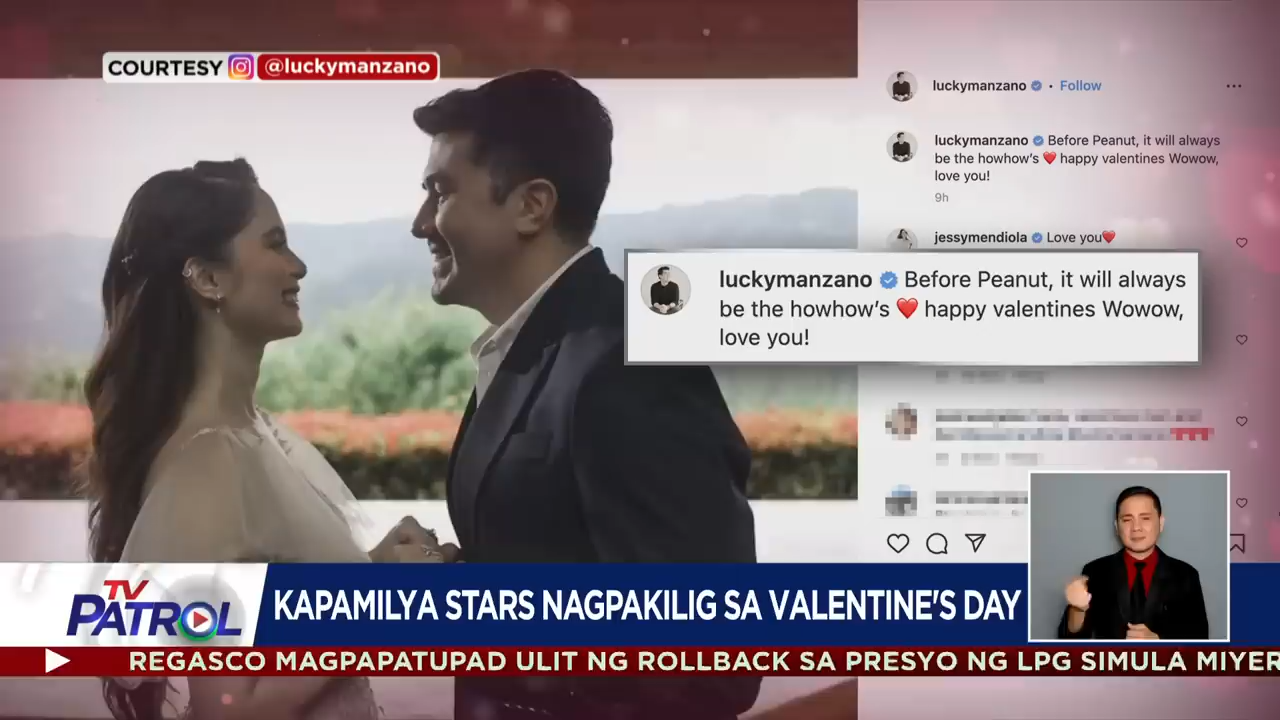 COURTESY @luckymanzano
luckymanzano • Follow
luckymanzano Before Peanut, it will always
be the howhow's ❤️ happy valentines Wowow,
love you!
9h
jessymendiola Love you❤️
luckymanzano Before Peanut, it will always
be the howhow's ❤️ happy valentines Wowow,
love you!
TV PATROL
KAPAMILYA STARS NAGPAKILIG SA VALENTINE'S DAY
REGASCO MAGPAPATUPAD ULIT NG ROLLBACK SA PRESYO NG LPG SIMULA MIYER